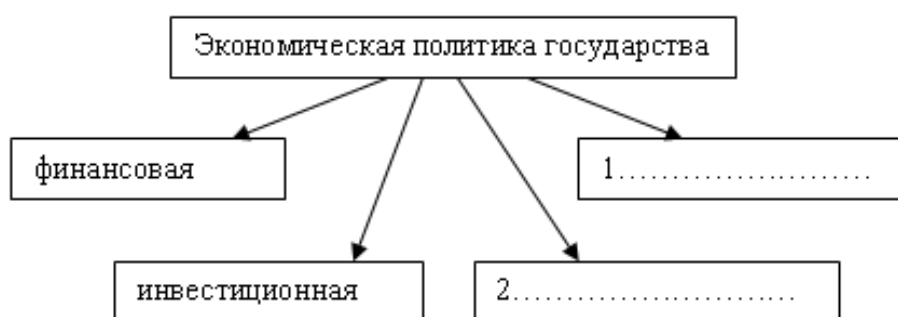 Экономическая политика государства
финансовая
1........................
инвестиционная
2.............................